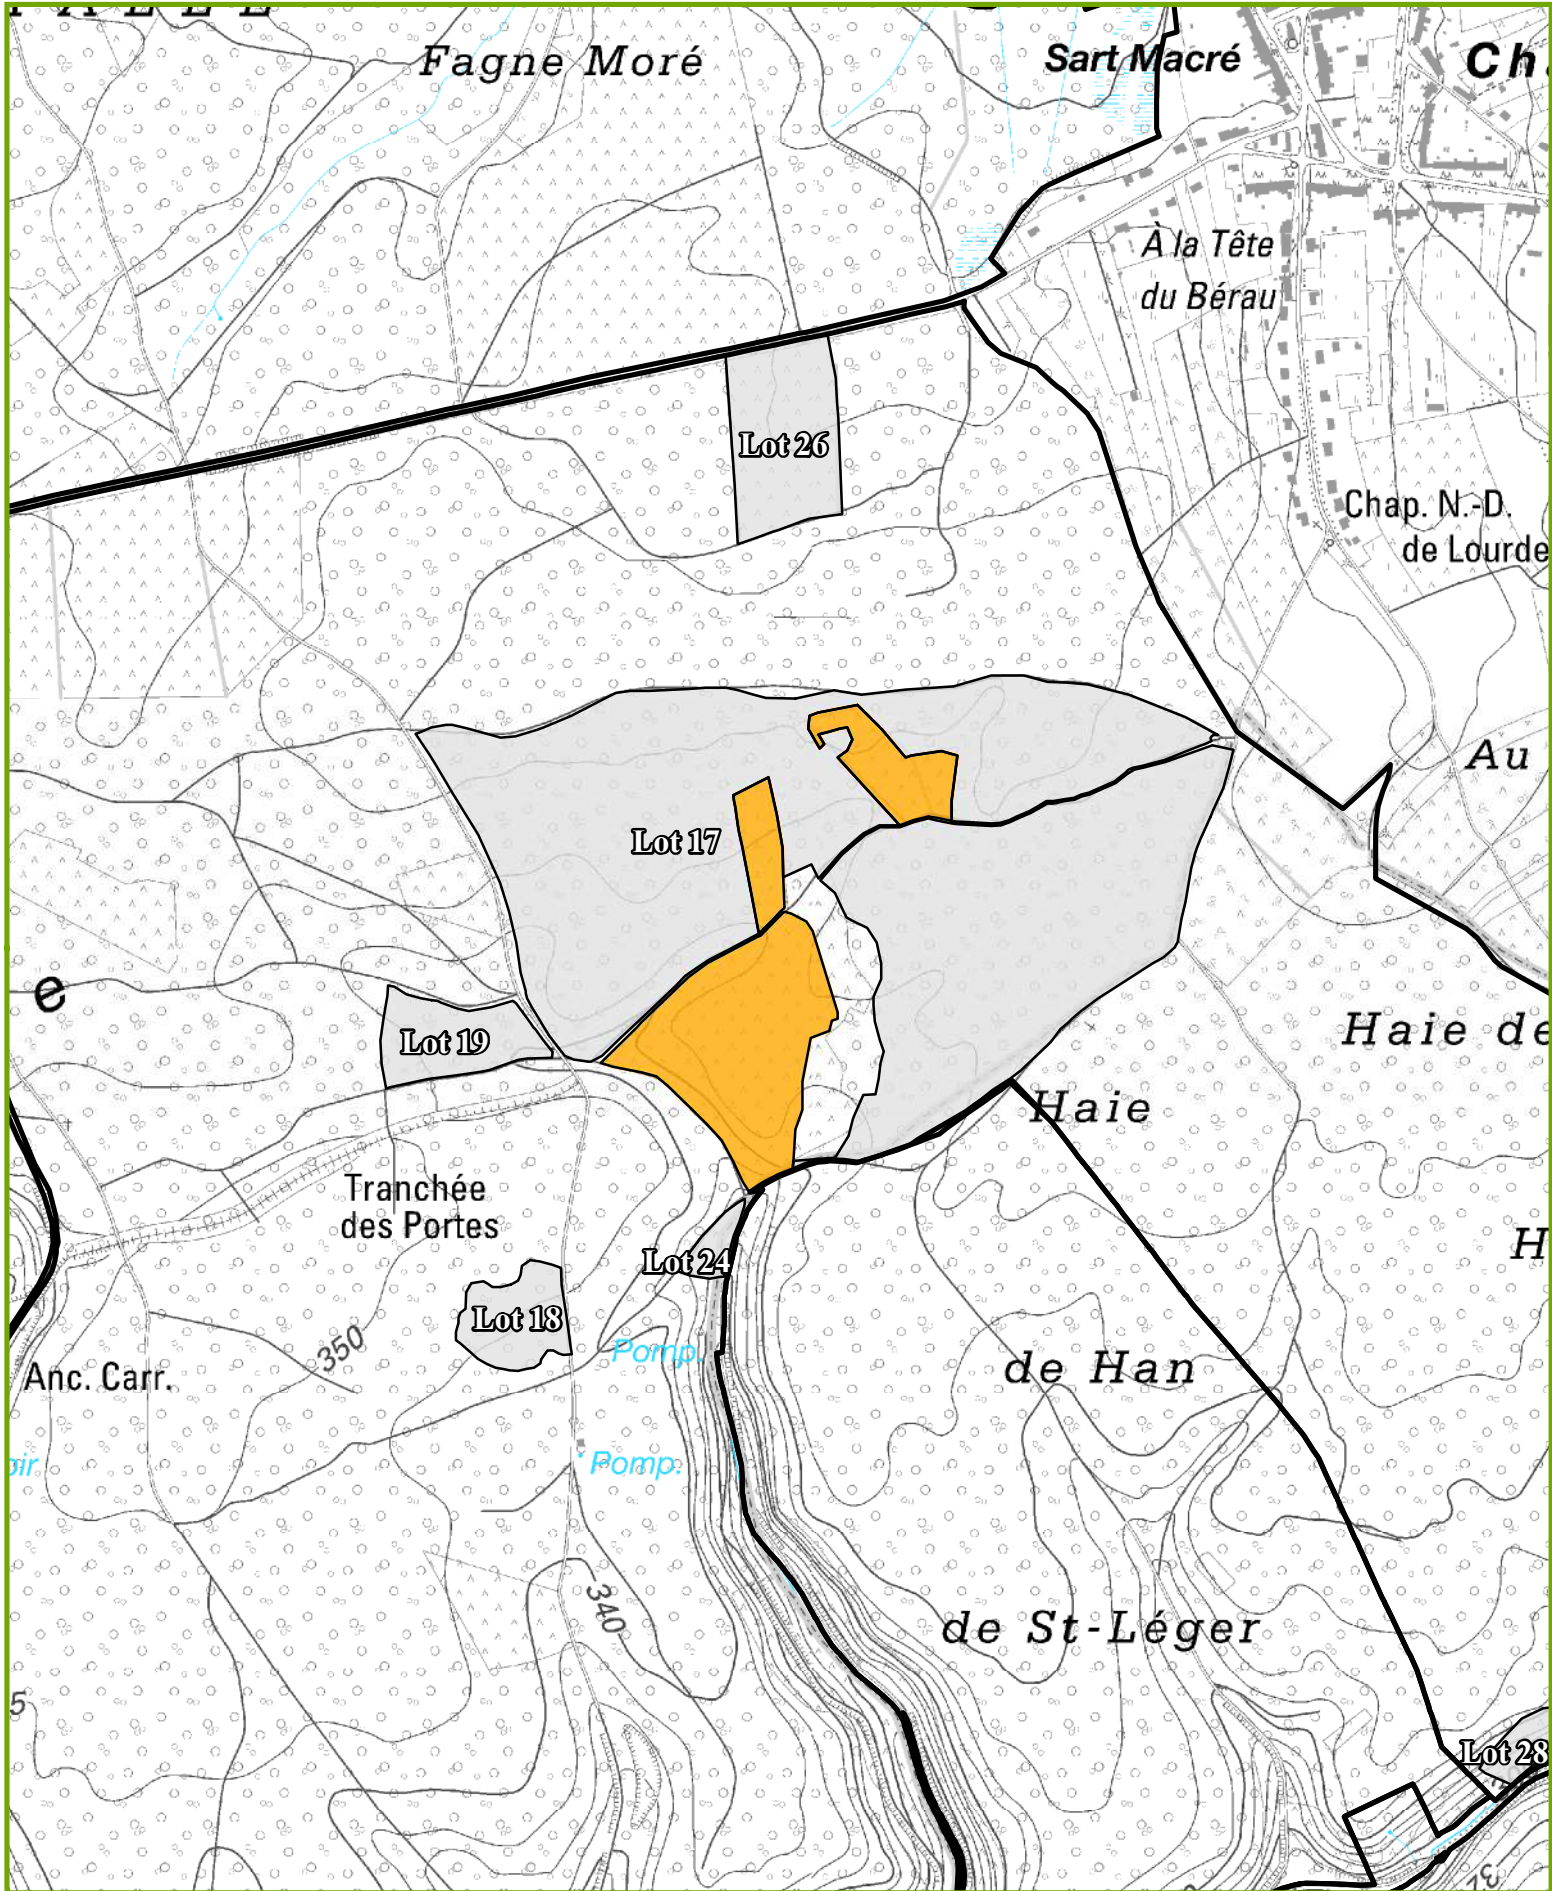 Fagne Moré
Sart Macré
À la Tête
du Bérau
Lot 26
Chap. N.-D.
de Lourde
Au
Lot 17
e
Haie de
Lot 19
Haie
Tranchée
des Portes
H
Lot 24
Lot 18
Pomp.
350
Anc. Carr.
de Han
Pomp.
340
de St-Léger
5
Lot 28